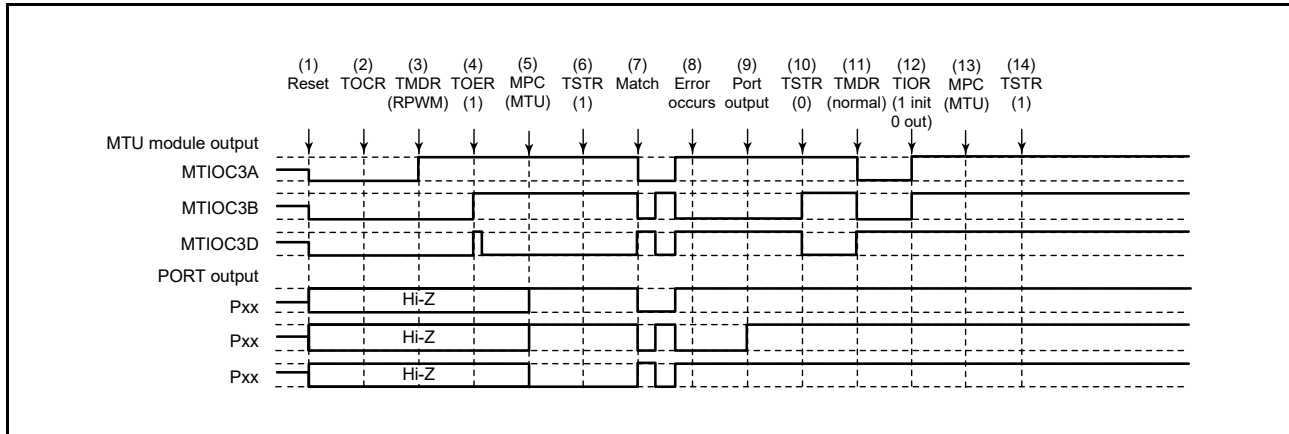 (1) (2) (3) (4) (5) (6) (7) (8) (9) (10) (11) (12) (13) (14)
Reset TOCR TMDR TOER MPC TSTR Match Error Port TSTR TMDR TIOR MPC TSTR
(RPWM) (1) (MTU) (1) occurs output (0) (normal) (1 init (MTU) (1)
0 out)
MTU module output
MTIOC3A
MTIOC3B
MTIOC3D
PORT output
Pxx Hi-Z
Pxx Hi-Z
Pxx Hi-Z